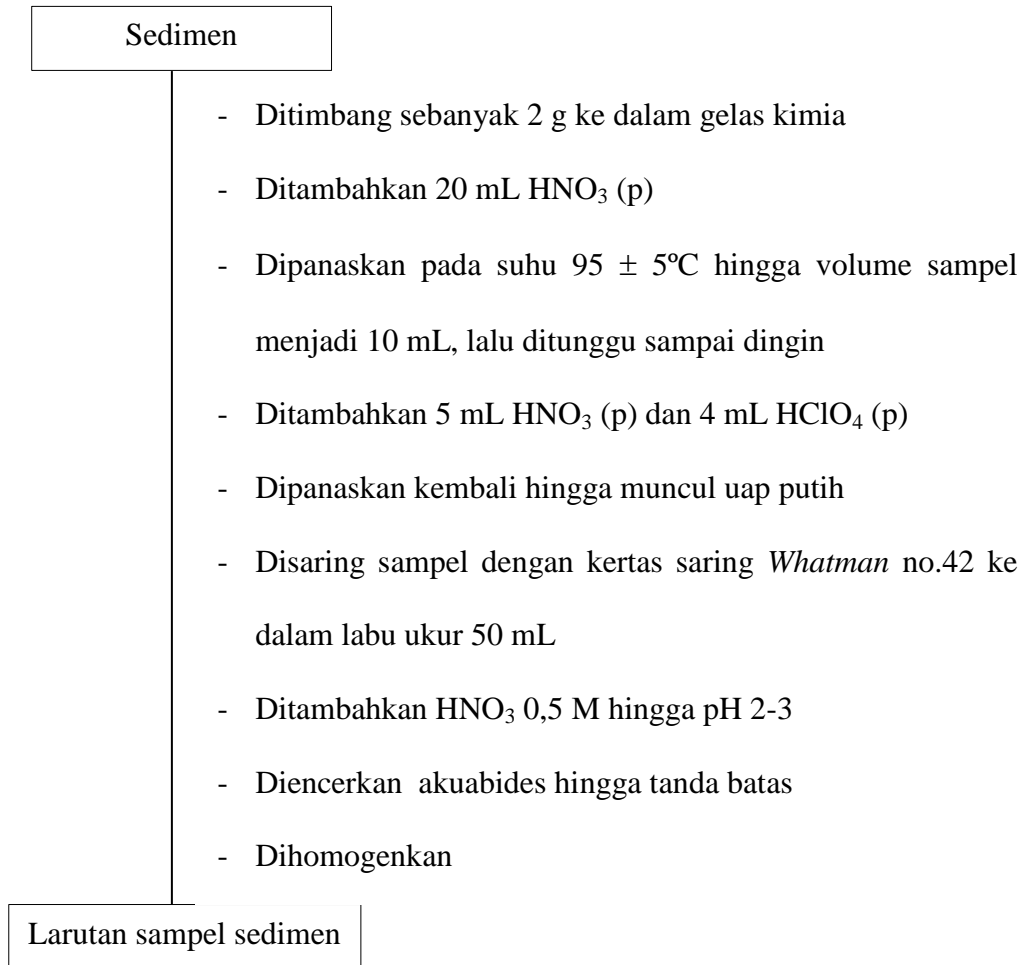 Sedimen
- Ditimbang sebanyak 2 g ke dalam gelas kimia
- Ditambahkan 20 mL HNO₃ (p)
- Dipanaskan pada suhu 95 ± 5ºC hingga volume sampel
menjadi 10 mL, lalu ditunggu sampai dingin
- Ditambahkan 5 mL HNO₃ (p) dan 4 mL HClO₄ (p)
- Dipanaskan kembali hingga muncul uap putih
- Disaring sampel dengan kertas saring Whatman no.42 ke
dalam labu ukur 50 mL
- Ditambahkan HNO₃ 0,5 M hingga pH 2-3
- Diencerkan akuabides hingga tanda batas
- Dihomogenkan
Larutan sampel sedimen